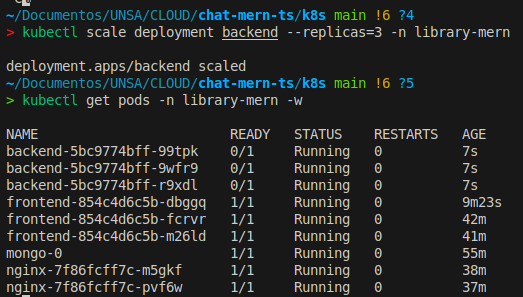 ~/Documentos/UNSA/CLOUD/chat-mern-ts/k8s main !6 ?4
> kubectl scale deployment backend --replicas=3 -n library-mern
deployment.apps/backend scaled
~/Documentos/UNSA/CLOUD/chat-mern-ts/k8s main !6 ?5
> kubectl get pods -n library-mern -w
NAME READY STATUS RESTARTS AGE
backend-5bc9774bff-99tpk 0/1 Running 0 7s
backend-5bc9774bff-9wfr9 0/1 Running 0 7s
backend-5bc9774bff-r9xdl 0/1 Running 0 7s
frontend-854c4d6c5b-dbggq 1/1 Running 0 9m23s
frontend-854c4d6c5b-fcrvr 1/1 Running 0 42m
frontend-854c4d6c5b-m26ld 1/1 Running 0 41m
mongo-0 1/1 Running 0 55m
nginx-7f86fcff7c-m5gkf 1/1 Running 0 38m
nginx-7f86fcff7c-pvf6w 1/1 Running 0 37m